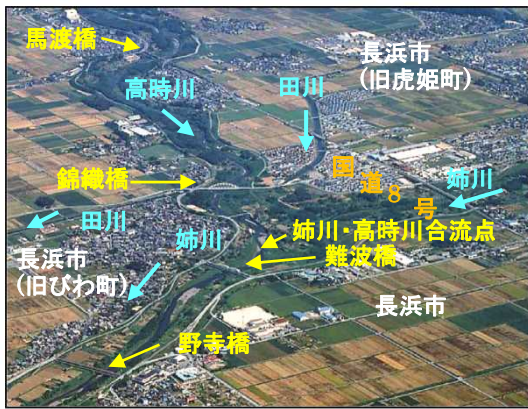 馬渡橋
高時川
田川
長浜市
(旧虎姫町)
国道8号
姉川
錦織橋
田川
姉川
姉川・高時川合流点
難波橋
長浜市
(旧びわ町)
長浜市
野寺橋